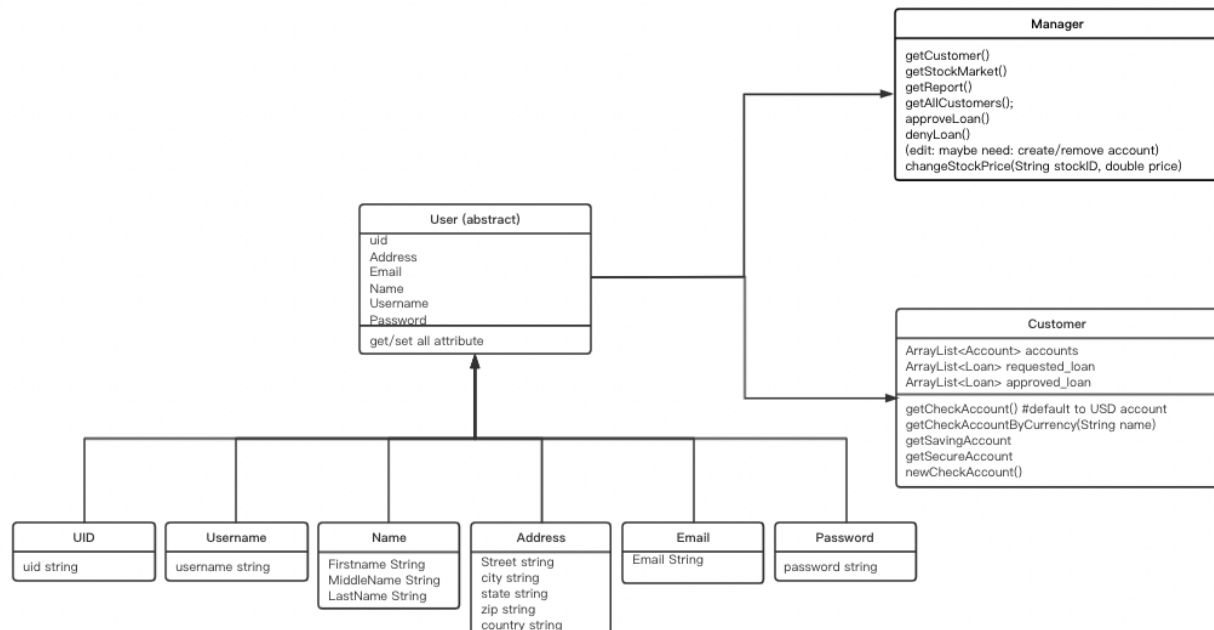 Manager
getCustomer()
getStockMarket()
getReport()
getAllCustomers();
approveLoan()
denyLoan()
(edit: maybe need: create/remove account)
changeStockPrice(String stockID, double price)
User (abstract)
uid
Address
Email
Name
Username
Password
get/set all attribute
Customer
ArrayList<Account> accounts
ArrayList<Loan> requested_loan
ArrayList<Loan> approved_loan
getCheckAccount() #default to USD account
getCheckAccountByCurrency(String name)
getSavingAccount
getSecureAccount
newCheckAccount()
UID
uid string
Username
username string
Name
Firstname String
MiddleName String
LastName String
Address
Street string
city string
state string
zip string
country string
Email
Email String
Password
password string